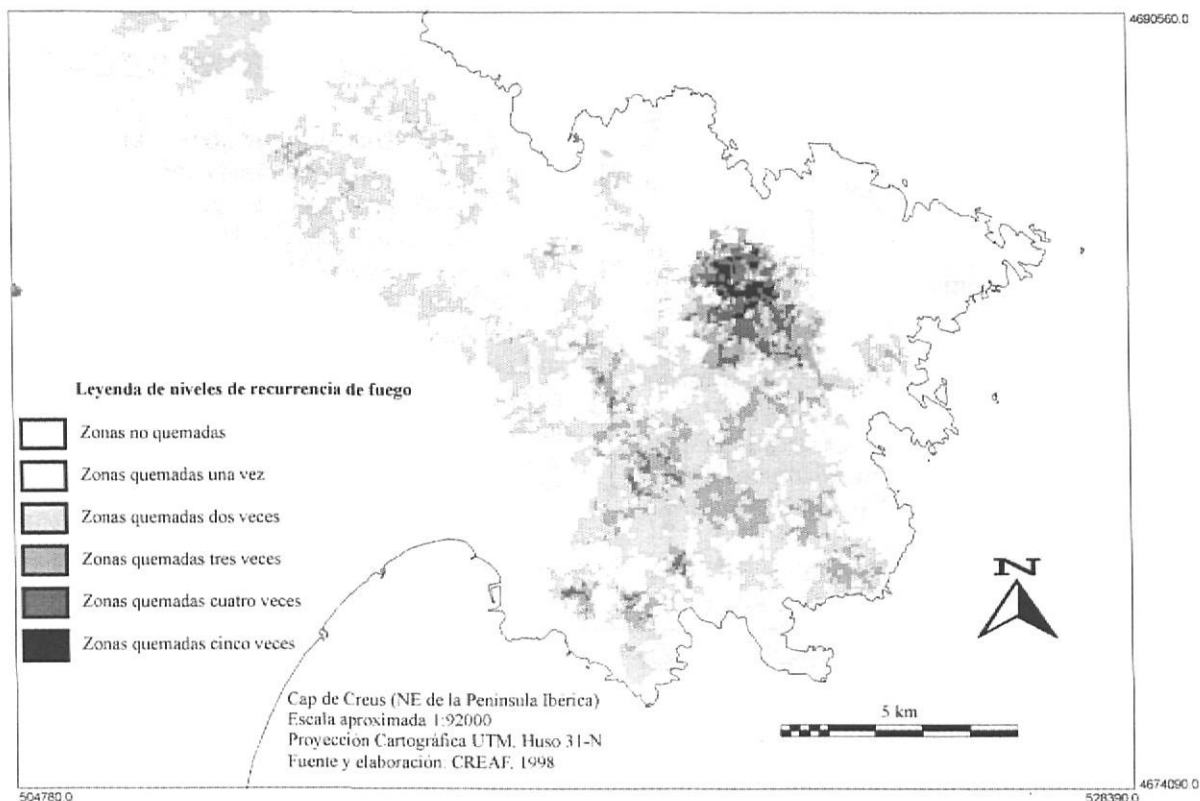 4690560.0
Leyenda de niveles de recurrencia de fuego
Zonas no quemadas
Zonas quemadas una vez
Zonas quemadas dos veces
Zonas quemadas tres veces
Zonas quemadas cuatro veces
Zonas quemadas cinco veces
N
Cap de Creus (NE de la Península Ibérica)
Escala aproximada 1:92000
Proyección Cartográfica UTM. Huso 31-N
Fuente y elaboración: CREAF, 1998
5 km
504780.0
528390.0
4674090.0